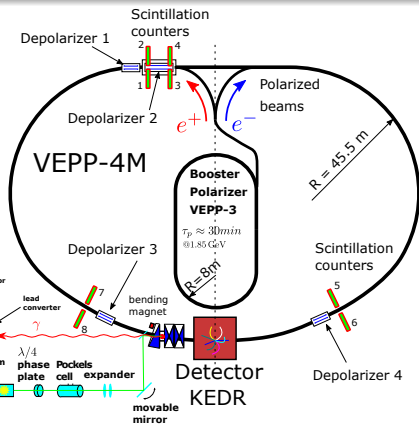 Scintillation
counters
Depolarizer 1
2
4
1
3
Depolarizer 2
e+
e−
Polarized
beams
VEPP-4M
R = 45.5 m
Booster
Polarizer
VEPP-3
τp ≈ 30min
@1.85 GeV
R=8m
Depolarizer 3
Scintillation
counters
7
8
5
6
bending
magnet
lead
converter
γ
λ/4
phase
plate
Pockels
cell
expander
movable
mirror
Detector
KEDR
Depolarizer 4